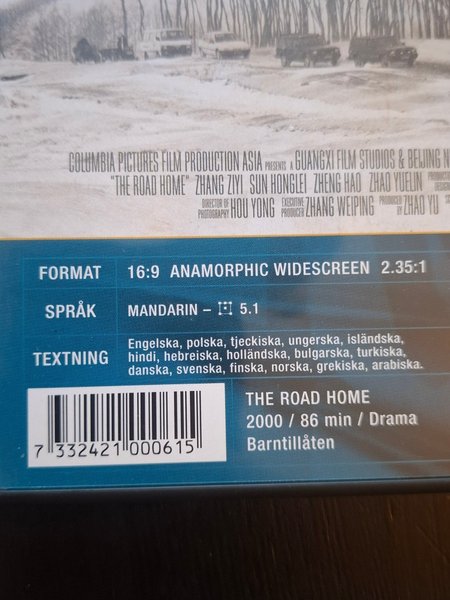 COLUMBIA PICTURES FILM PRODUCTION ASIA PRESENTS A GUANGXI FILM STUDIOS & BEIJING N
"THE ROAD HOME" ZHANG ZIYI SUN HONGLEI ZHENG HAO ZHAO YUELIN
DIRECTOR OF PHOTOGRAPHY HOU YONG EXECUTIVE PRODUCER ZHANG WEIPING PRODUCED BY ZHAO YU
FORMAT 16:9 ANAMORPHIC WIDESCREEN 2.35:1
SPRÅK MANDARIN – 5.1
TEXTNING Engelska, polska, tjeckiska, ungerska, isländska,
hindi, hebreiska, holländska, bulgarska, turkiska,
danska, svenska, finska, norska, grekiska, arabiska.
7 332421 000615
THE ROAD HOME
2000 / 86 min / Drama
Barntillåten